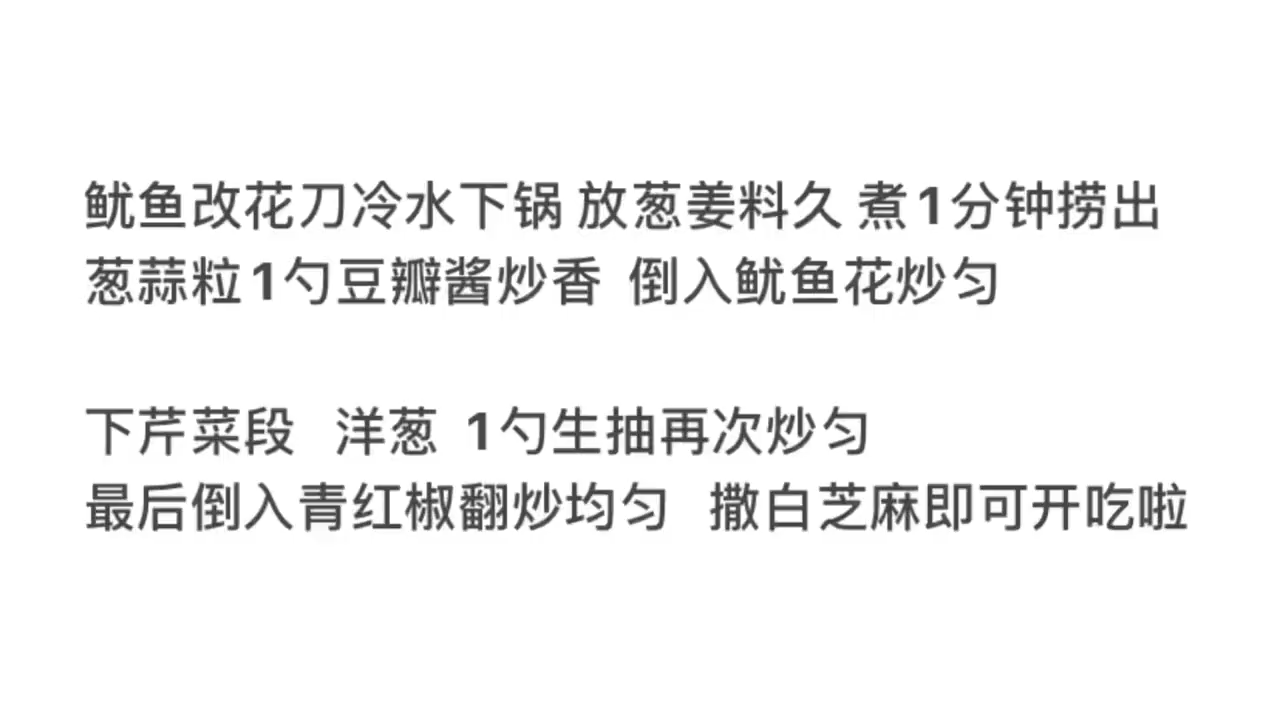 鱿鱼改花刀冷水下锅 放葱姜料久 煮1分钟捞出
葱蒜粒1勺豆瓣酱炒香 倒入鱿鱼花炒匀
下芹菜段 洋葱 1勺生抽再次炒匀
最后倒入青红椒翻炒均匀 撒白芝麻即可开吃啦